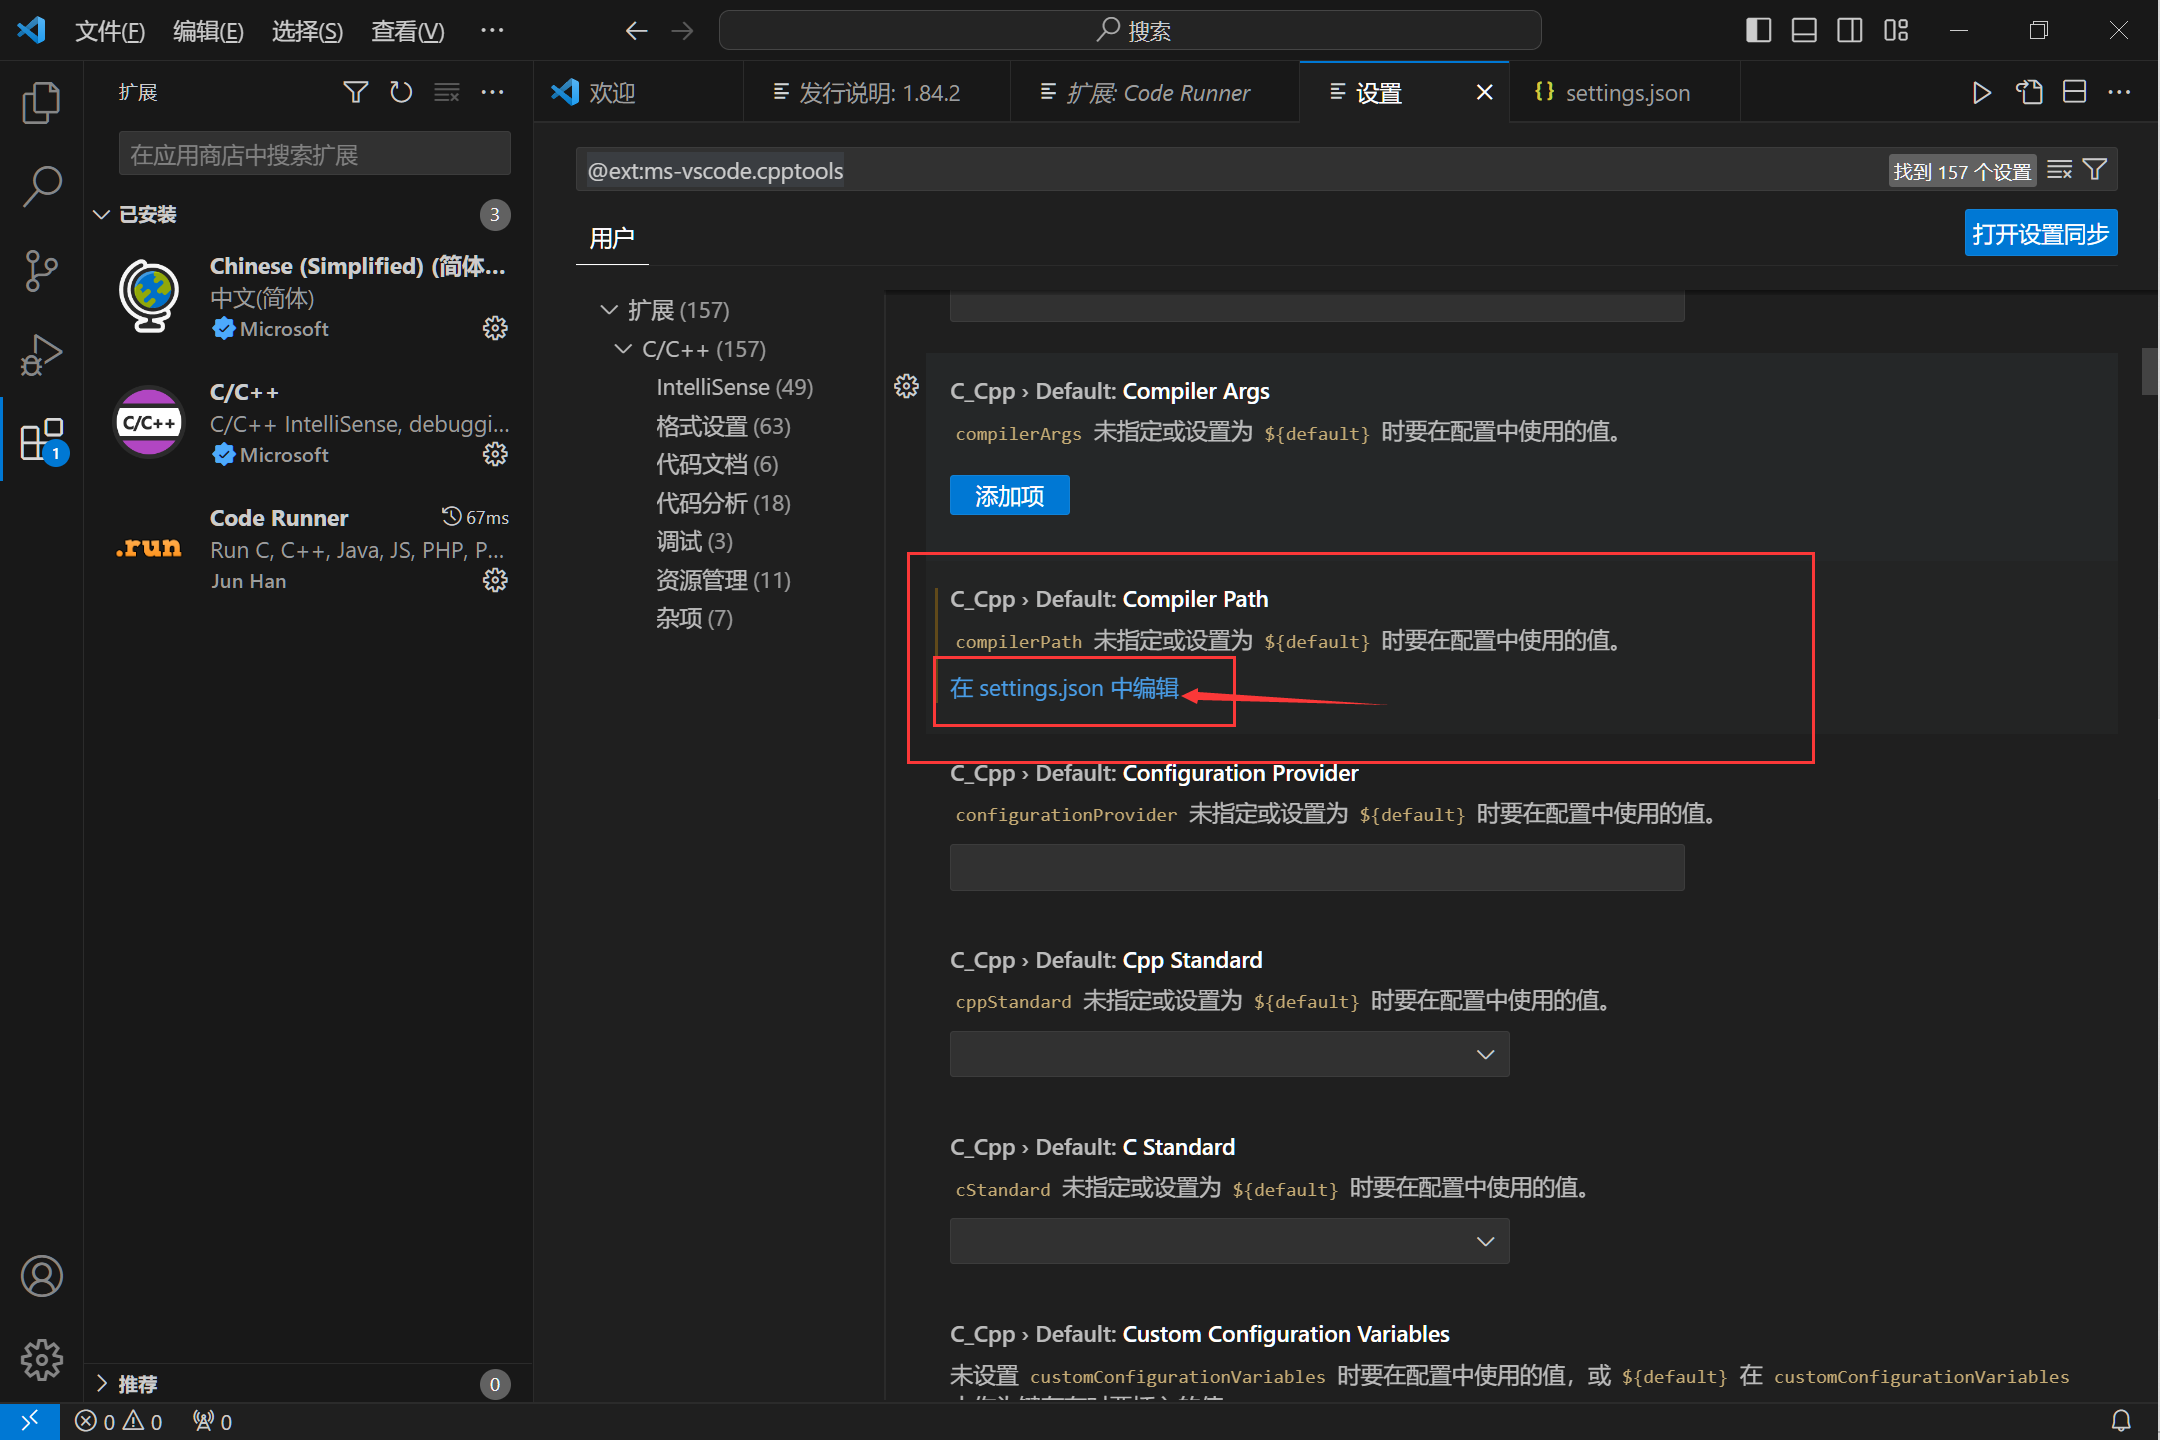 文件(F) 编辑(E) 选择(S) 查看(V) ···
搜索
扩展
在应用商店中搜索扩展
已安装 3
Chinese (Simplified) (简体...
中文(简体)
Microsoft
C/C++
C/C++
C/C++ IntelliSense, debuggi...
Microsoft
Code Runner 67ms
.run
Run C, C++, Java, JS, PHP, P...
Jun Han
1
推荐 0
欢迎
发行说明: 1.84.2
扩展: Code Runner
设置
{} settings.json
@ext:ms-vscode.cpptools
找到 157 个设置
用户
打开设置同步
扩展 (157)
C/C++ (157)
IntelliSense (49)
格式设置 (63)
代码文档 (6)
代码分析 (18)
调试 (3)
资源管理 (11)
杂项 (7)
C_Cpp › Default: Compiler Args
compilerArgs 未指定或设置为 ${default} 时要在配置中使用的值。
添加项
C_Cpp › Default: Compiler Path
compilerPath 未指定或设置为 ${default} 时要在配置中使用的值。
在 settings.json 中编辑
C_Cpp › Default: Configuration Provider
configurationProvider 未指定或设置为 ${default} 时要在配置中使用的值。
C_Cpp › Default: Cpp Standard
cppStandard 未指定或设置为 ${default} 时要在配置中使用的值。
C_Cpp › Default: C Standard
cStandard 未指定或设置为 ${default} 时要在配置中使用的值。
C_Cpp › Default: Custom Configuration Variables
未设置 customConfigurationVariables 时要在配置中使用的值，或 ${default} 在 customConfigurationVariables
0 0 0